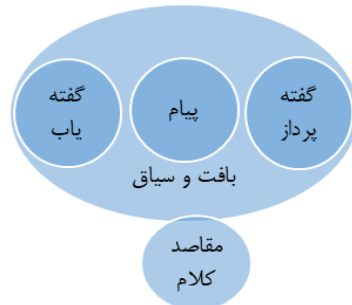 گفته
پرداز
پیام
گفته
یاب
بافت و سیاق
مقاصد
کلام